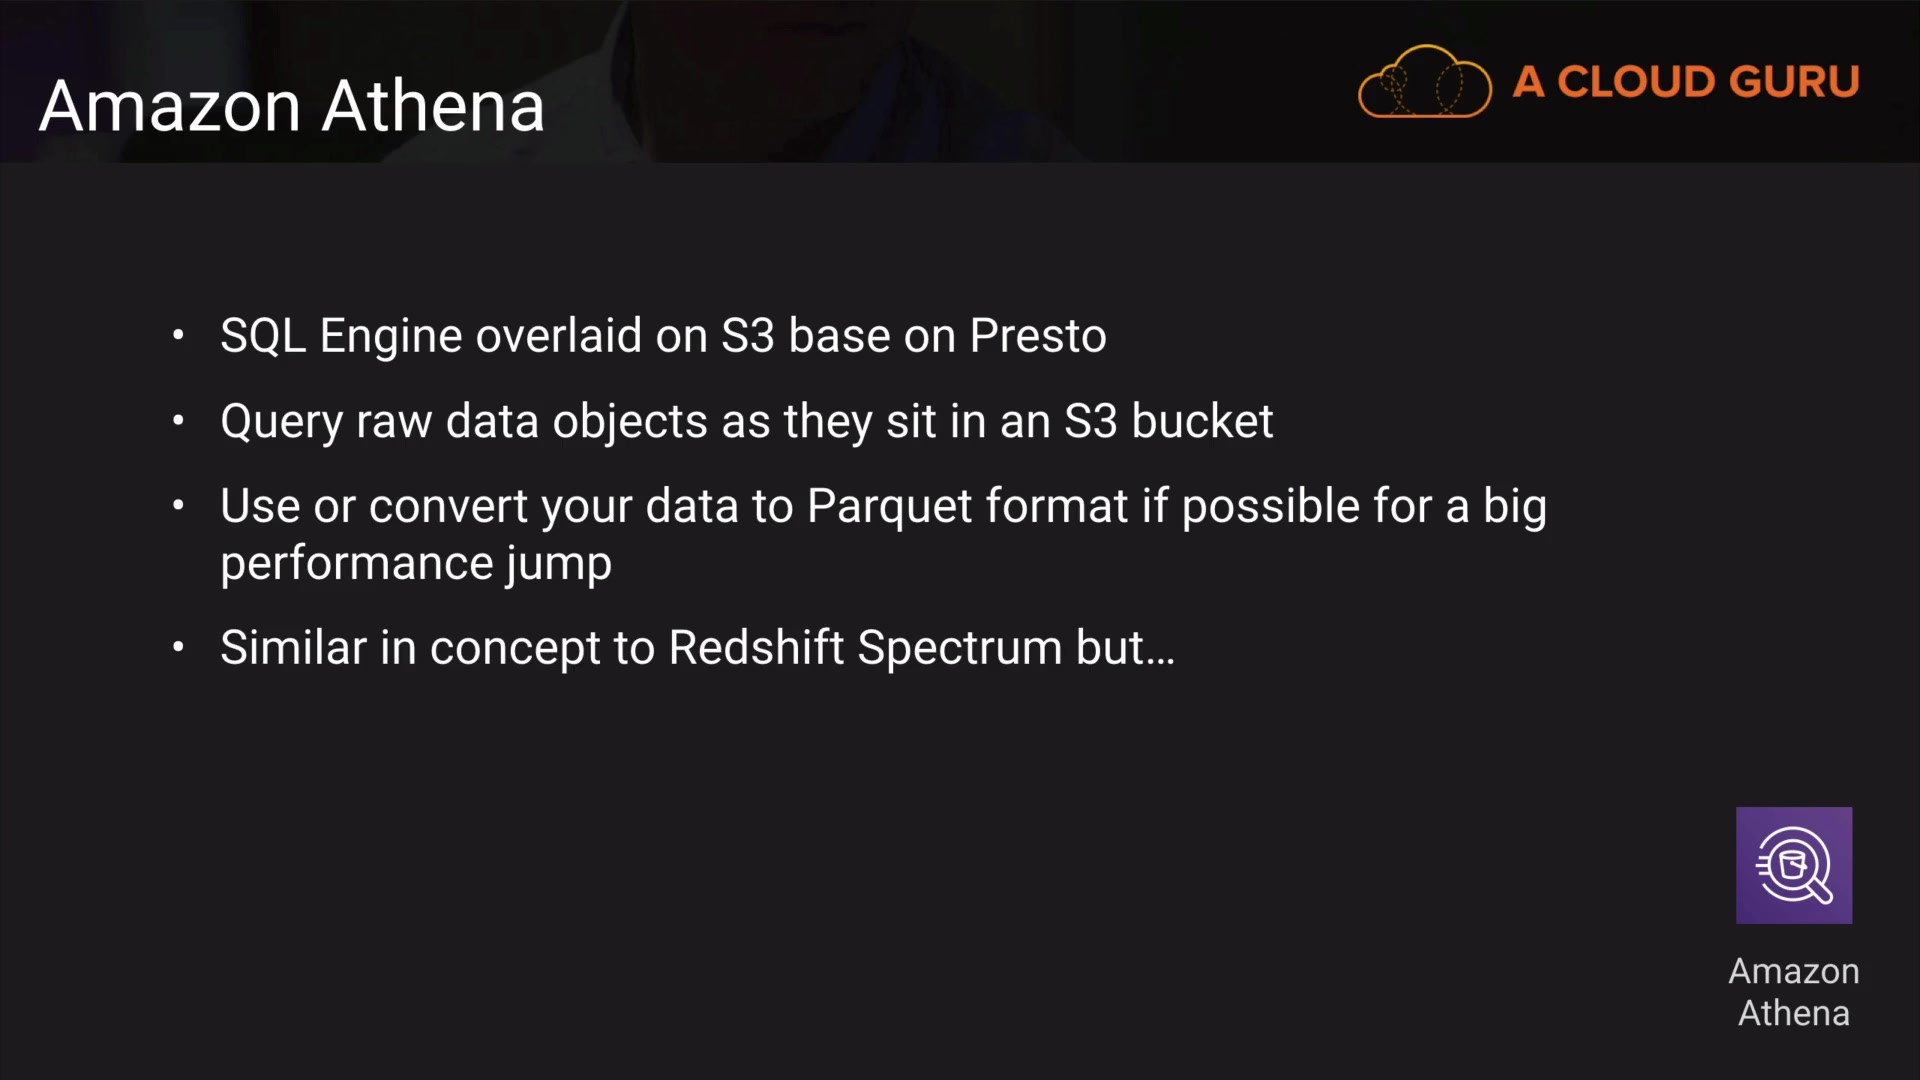 Amazon Athena
A CLOUD GURU
• SQL Engine overlaid on S3 base on Presto
• Query raw data objects as they sit in an S3 bucket
• Use or convert your data to Parquet format if possible for a big
performance jump
• Similar in concept to Redshift Spectrum but…
Amazon
Athena